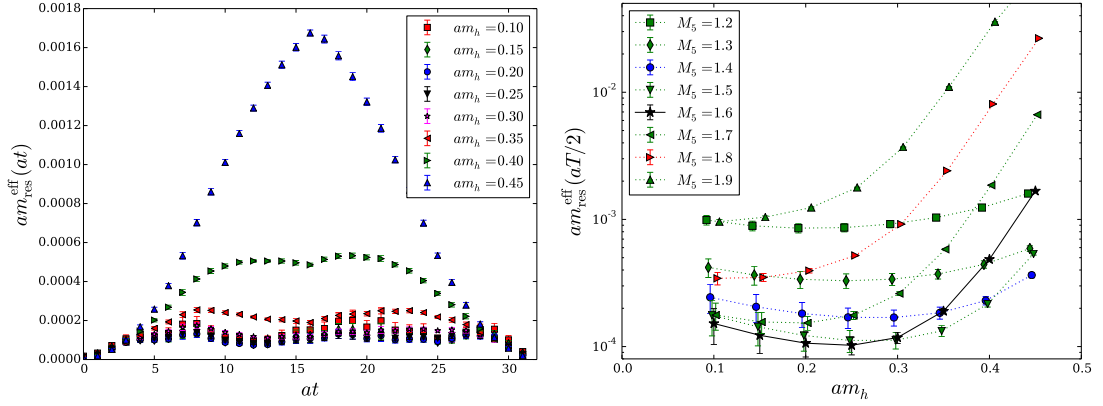 0.0018
0.0016
0.0014
0.0012
0.0010
0.0008
0.0006
0.0004
0.0002
0.0000
am_res^eff(at)
0 5 10 15 20 25 30
at
am_h=0.10
am_h=0.15
am_h=0.20
am_h=0.25
am_h=0.30
am_h=0.35
am_h=0.40
am_h=0.45
10^-2
10^-3
10^-4
am_res^eff(aT/2)
0.0 0.1 0.2 0.3 0.4 0.5
am_h
M_5=1.2
M_5=1.3
M_5=1.4
M_5=1.5
M_5=1.6
M_5=1.7
M_5=1.8
M_5=1.9